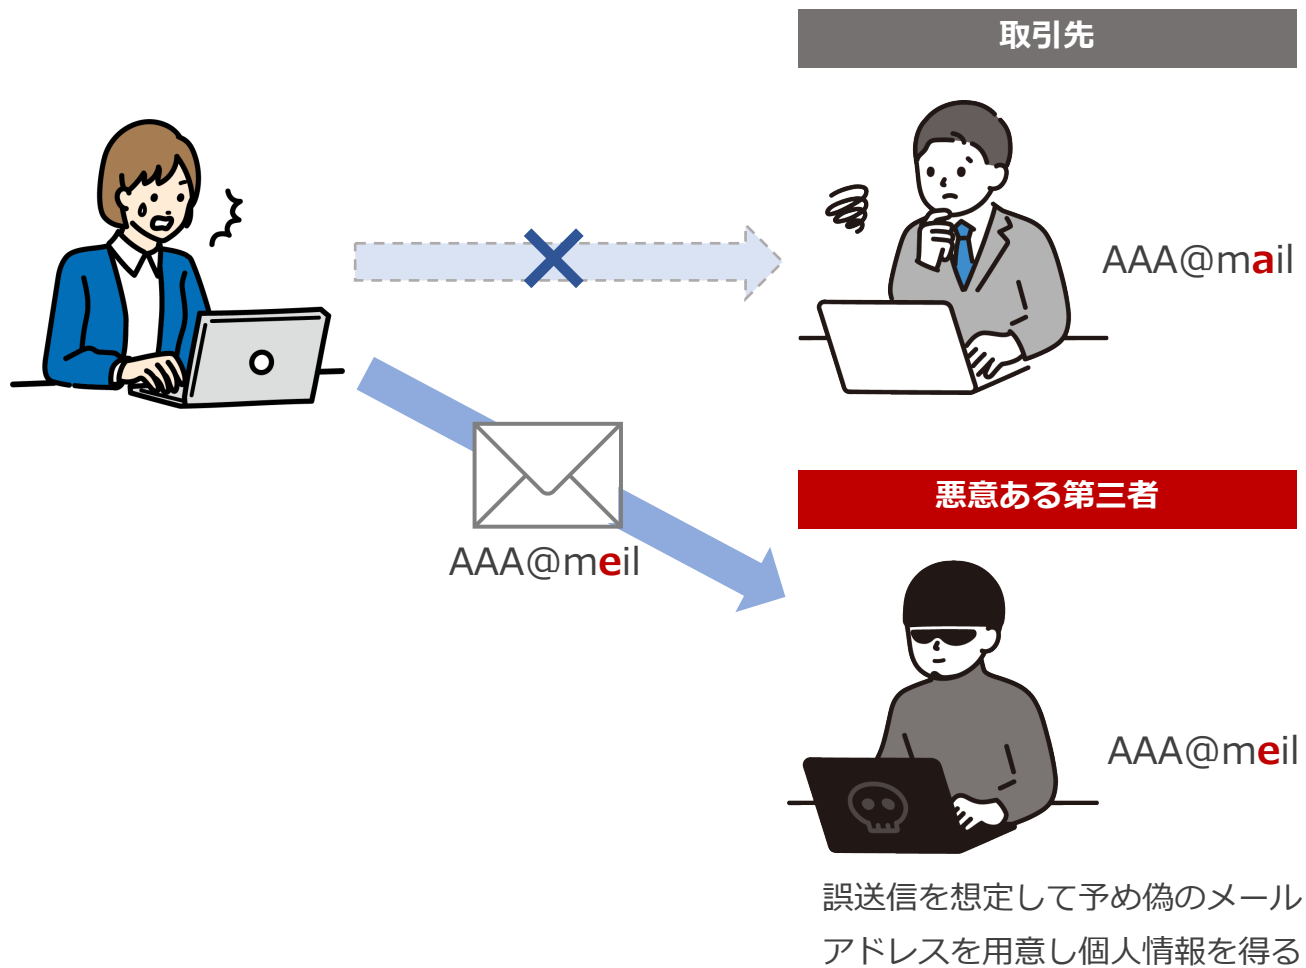 取引先
AAA@mail
AAA@meil
悪意ある第三者
AAA@meil
誤送信を想定して予め偽のメール
アドレスを用意し個人情報を得る